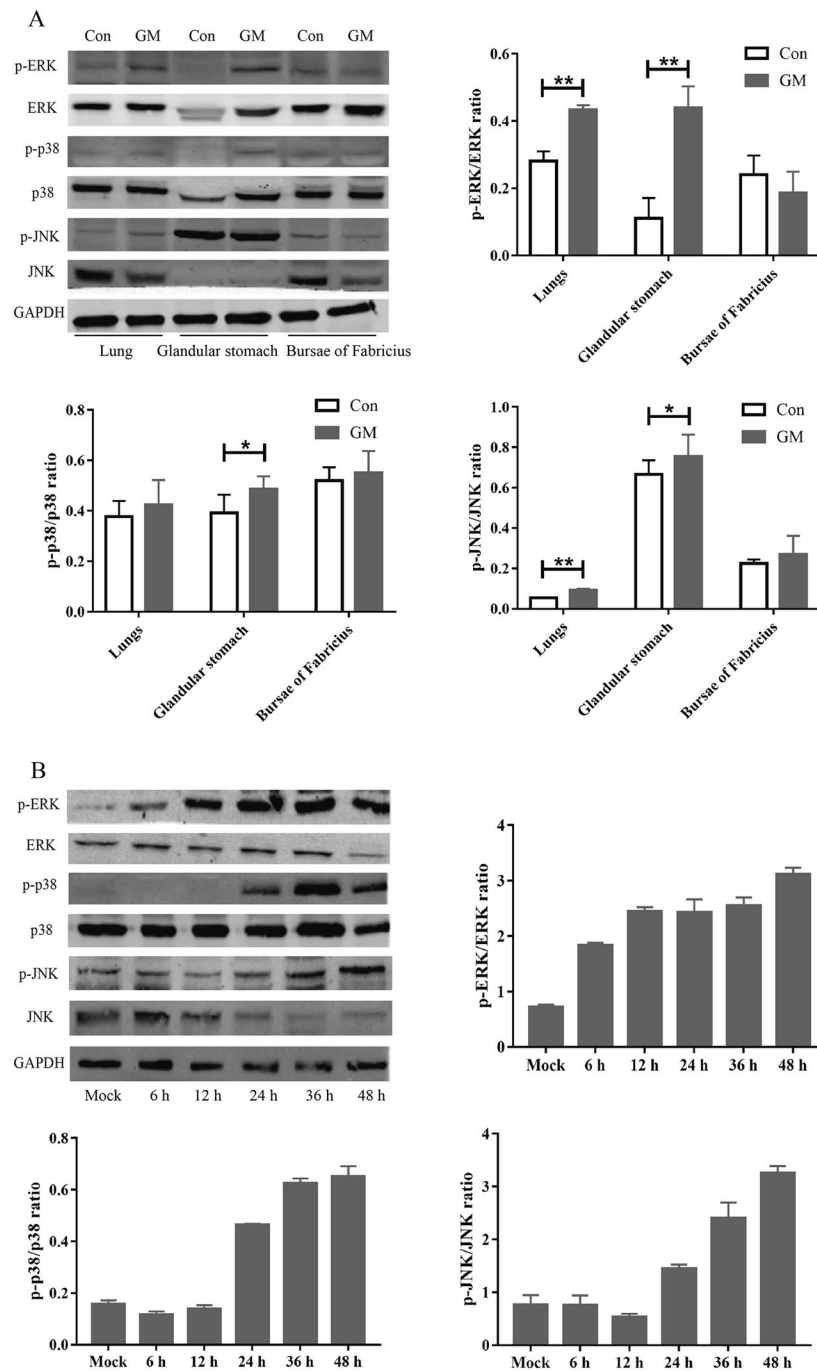 A
Con GM Con GM Con GM
p-ERK
ERK
p-p38
p38
p-JNK
JNK
GAPDH
Lung Glandular stomach Bursae of Fabricius
p-ERK/ERK ratio
0.6
0.4
0.2
0.0
** **
Con
GM
Lungs
Glandular stomach
Bursae of Fabricius
p-p38/p38 ratio
0.8
0.6
0.4
0.2
0.0
*
Con
GM
Lungs
Glandular stomach
Bursae of Fabricius
p-JNK/JNK ratio
1.0
0.8
0.6
0.4
0.2
0.0
** *
Con
GM
Lungs
Glandular stomach
Bursae of Fabricius
B
p-ERK
ERK
p-p38
p38
p-JNK
JNK
GAPDH
Mock 6 h 12 h 24 h 36 h 48 h
p-ERK/ERK ratio
4
3
2
1
0
Mock 6 h 12 h 24 h 36 h 48 h
p-p38/p38 ratio
0.8
0.6
0.4
0.2
0.0
Mock 6 h 12 h 24 h 36 h 48 h
p-JNK/JNK ratio
4
3
2
1
0
Mock 6 h 12 h 24 h 36 h 48 h